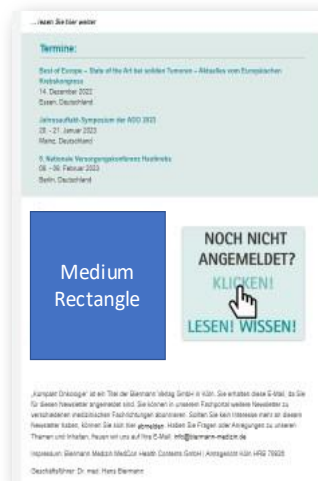 ...lesen Sie hier weiter
Termine:
Best of Europe – State of the Art bei soliden Tumoren – Aktuelles vom Europäischen
Krebskongress
14. Dezember 2022
Essen, Deutschland
Jahresauftakt-Symposium der ADO 2023
20. - 21. Januar 2023
Mainz, Deutschland
9. Nationale Versorgungskonferenz Hautkrebs
08. - 09. Februar 2023
Berlin, Deutschland
Medium
Rectangle
NOCH NICHT
ANGEMELDET?
KLICKEN!
LESEN! WISSEN!
„Kompakt Onkologie“ ist ein Titel der Biermann Verlag GmbH in Köln. Sie erhalten diese E-Mail, da Sie
für diesen Newsletter angemeldet sind. Sie können in unserem Fachportal weitere Newsletter zu
verschiedenen medizinischen Fachrichtungen abonnieren. Sollten Sie kein Interesse mehr an diesem
Newsletter haben, können Sie sich hier abmelden. Haben Sie Fragen oder Anregungen zu unseren
Themen und Inhalten, freuen wir uns auf Ihre E-Mail: info@biermann-medizin.de
Impressum: Biermann Medizin MedCon Health Contents GmbH | Amtsgericht Köln HRB
Geschäftsführer: Dr. med. Hans Biermann